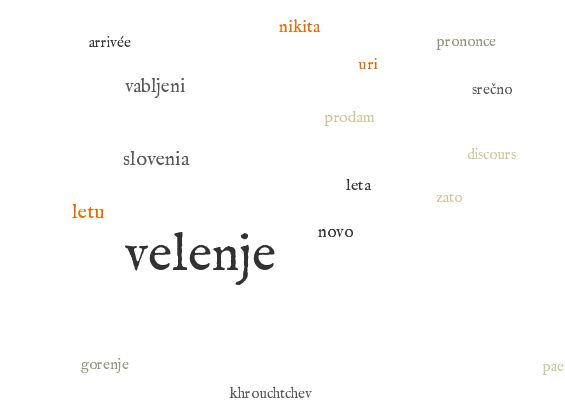 nikita
arrivée
prononce
uri
vabljeni
srečno
prodam
discours
slovenia
leta
zato
letu
novo
velenje
gorenje
pae
khrouchtchev